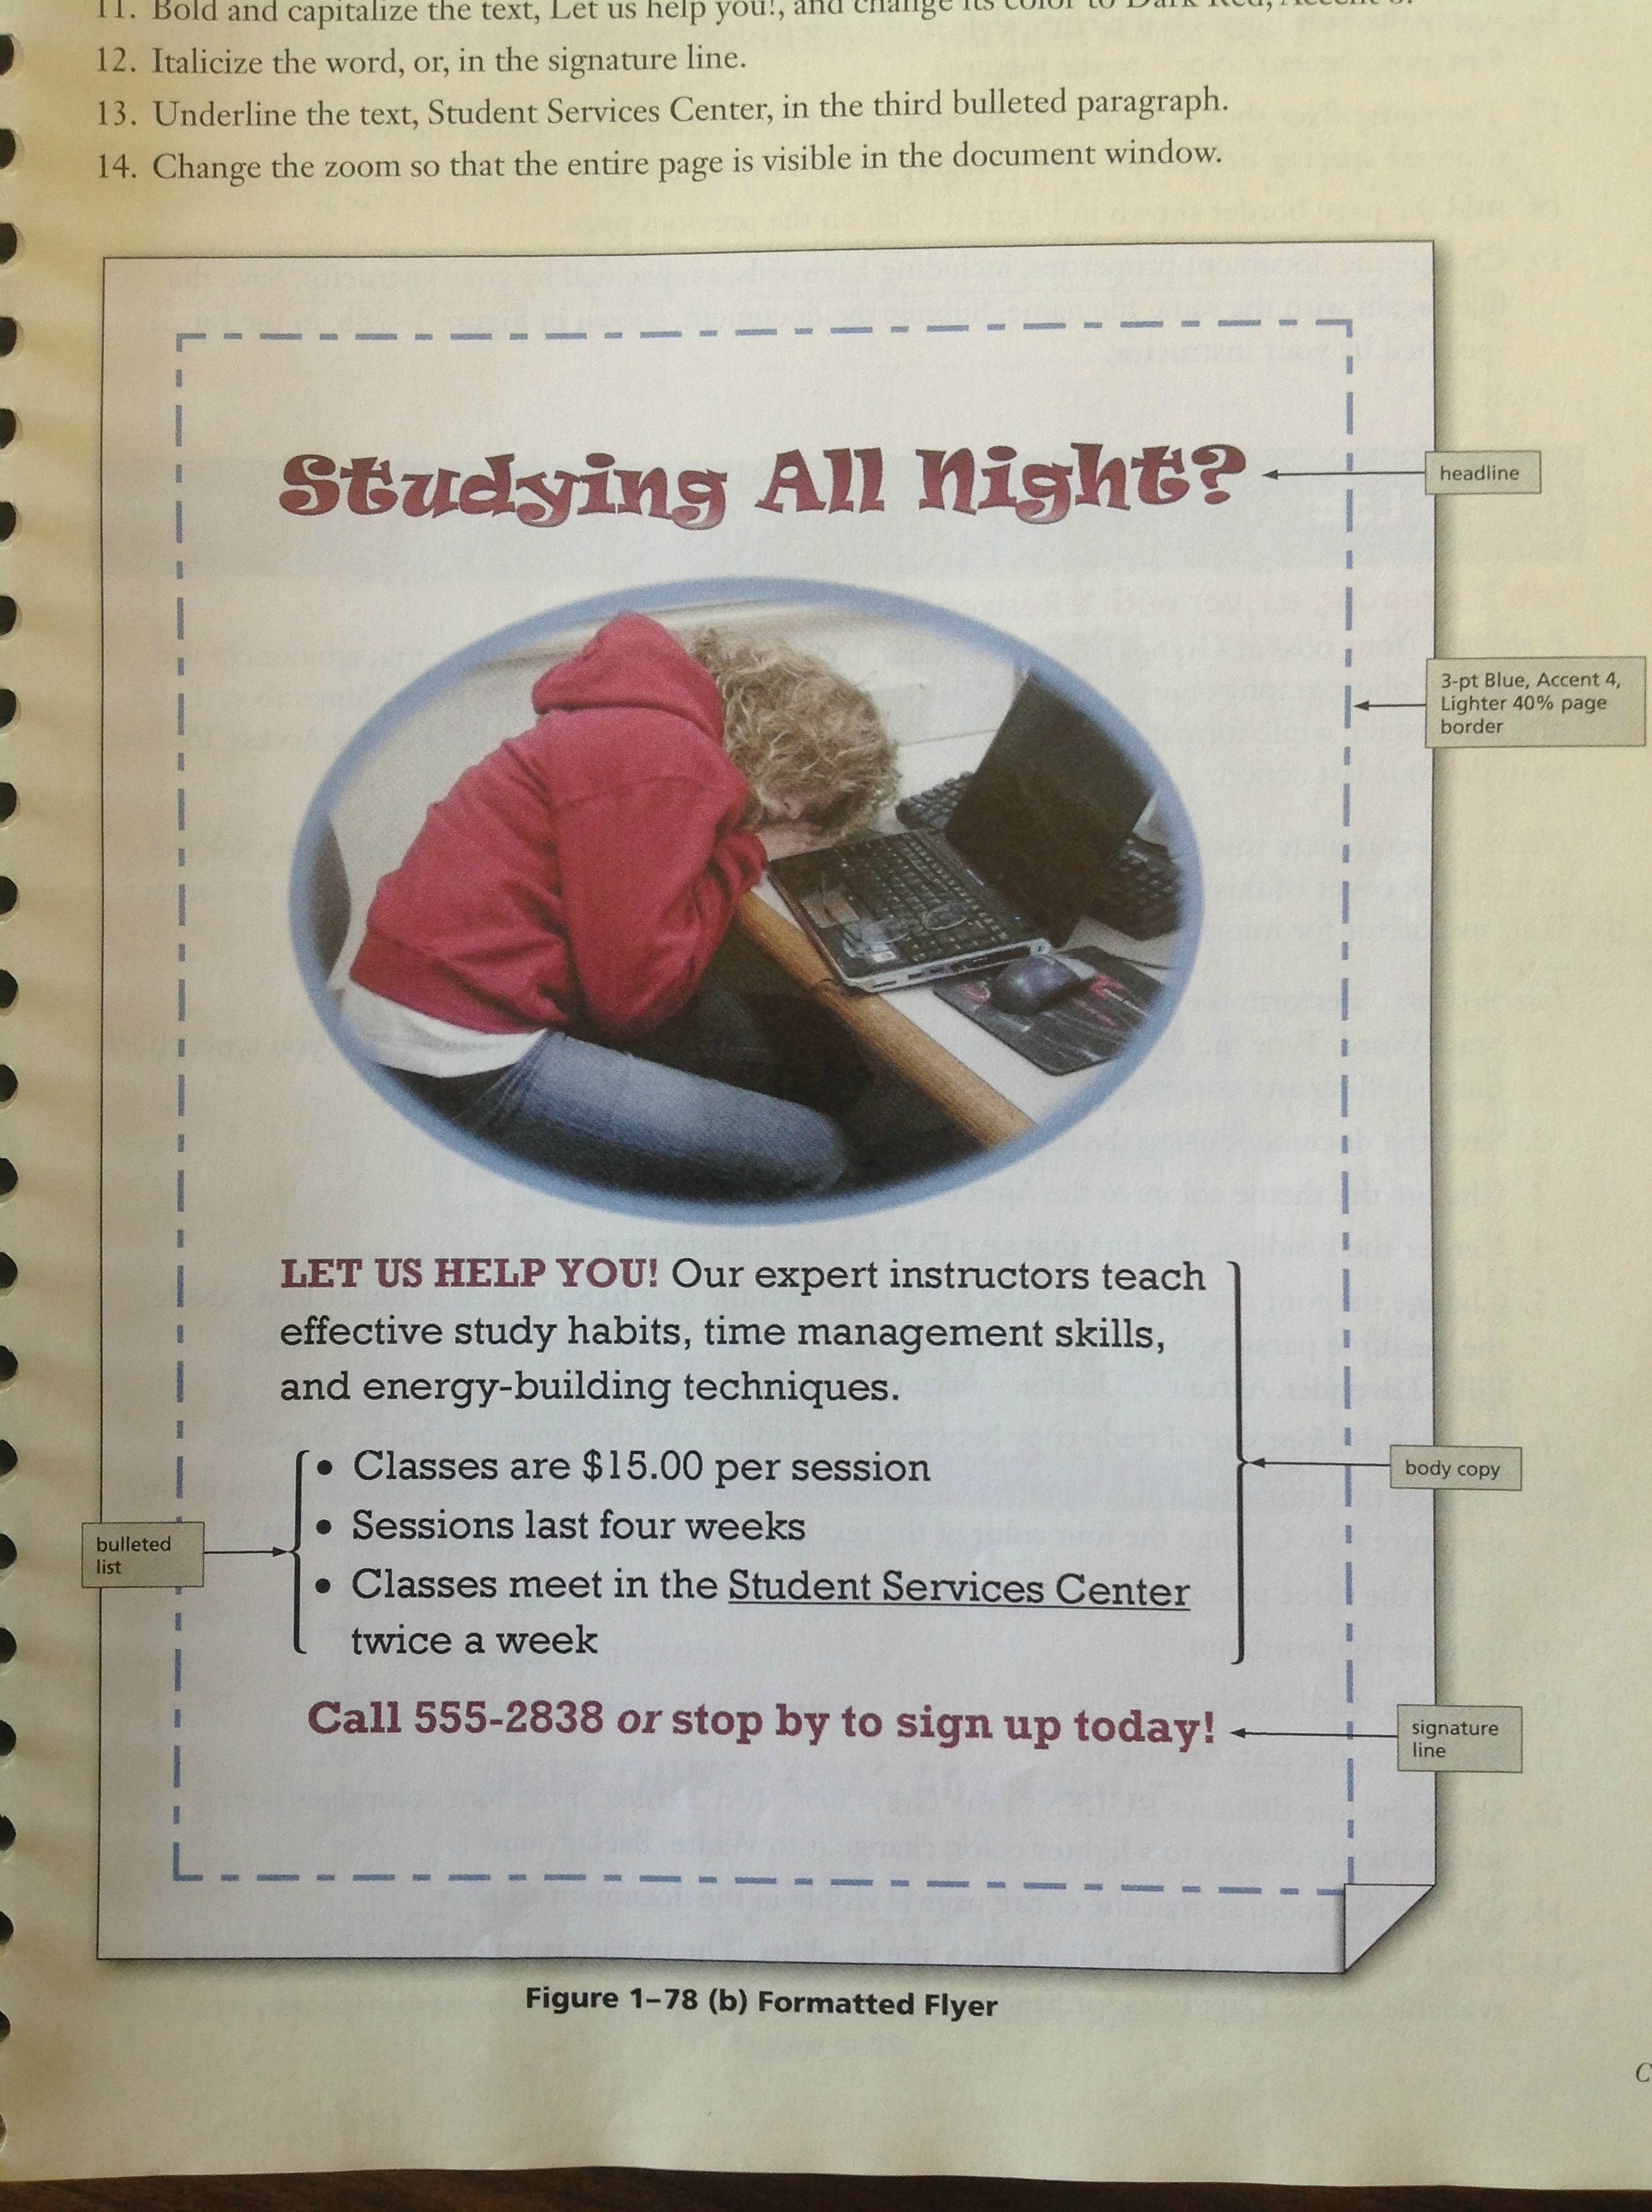 11. Bold and capitalize the text, Let us help you!, and change its color to Dark Red, Accent
12. Italicize the word, or, in the signature line.
13. Underline the text, Student Services Center, in the third bulleted paragraph.
14. Change the zoom so that the entire page is visible in the document window.
Studying All Night?
headline
3-pt Blue, Accent 4,
Lighter 40% page
border
LET US HELP YOU! Our expert instructors teach
effective study habits, time management skills,
and energy-building techniques.
• Classes are $15.00 per session
• Sessions last four weeks
• Classes meet in the Student Services Center
twice a week
body copy
bulleted
list
Call 555-2838 or stop by to sign up today!
signature
line
Figure 1–78 (b) Formatted Flyer